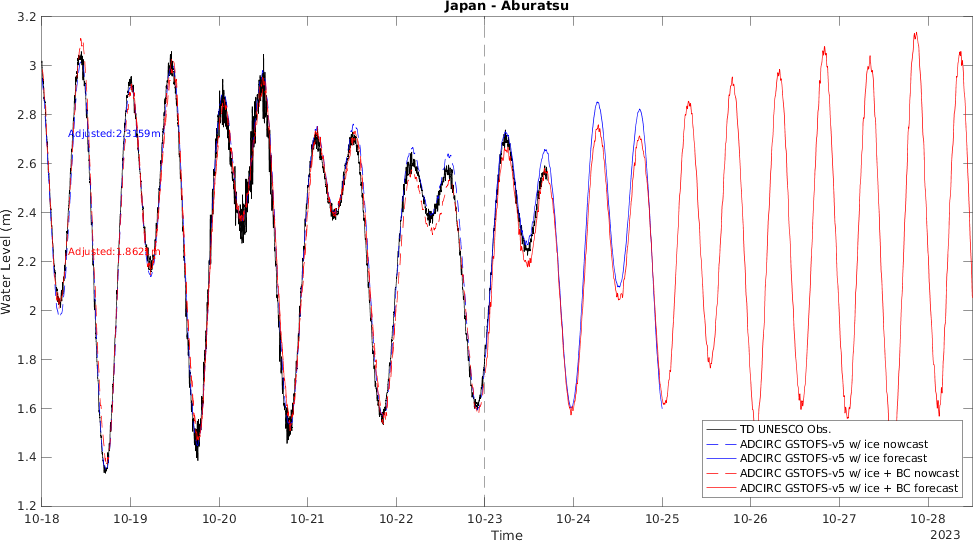 Japan - Aburatsu
3.2
3
2.8
2.6
2.4
2.2
2
1.8
1.6
1.4
1.2
Water Level (m)
Adjusted:2.3159m
Adjusted:1.8625m
TD UNESCO Obs.
ADCIRC GSTOFS-v5 w/ ice nowcast
ADCIRC GSTOFS-v5 w/ ice forecast
ADCIRC GSTOFS-v5 w/ ice + BC nowcast
ADCIRC GSTOFS-v5 w/ ice + BC forecast
10-18 10-19 10-20 10-21 10-22 10-23 10-24 10-25 10-26 10-27 10-28
Time
2023